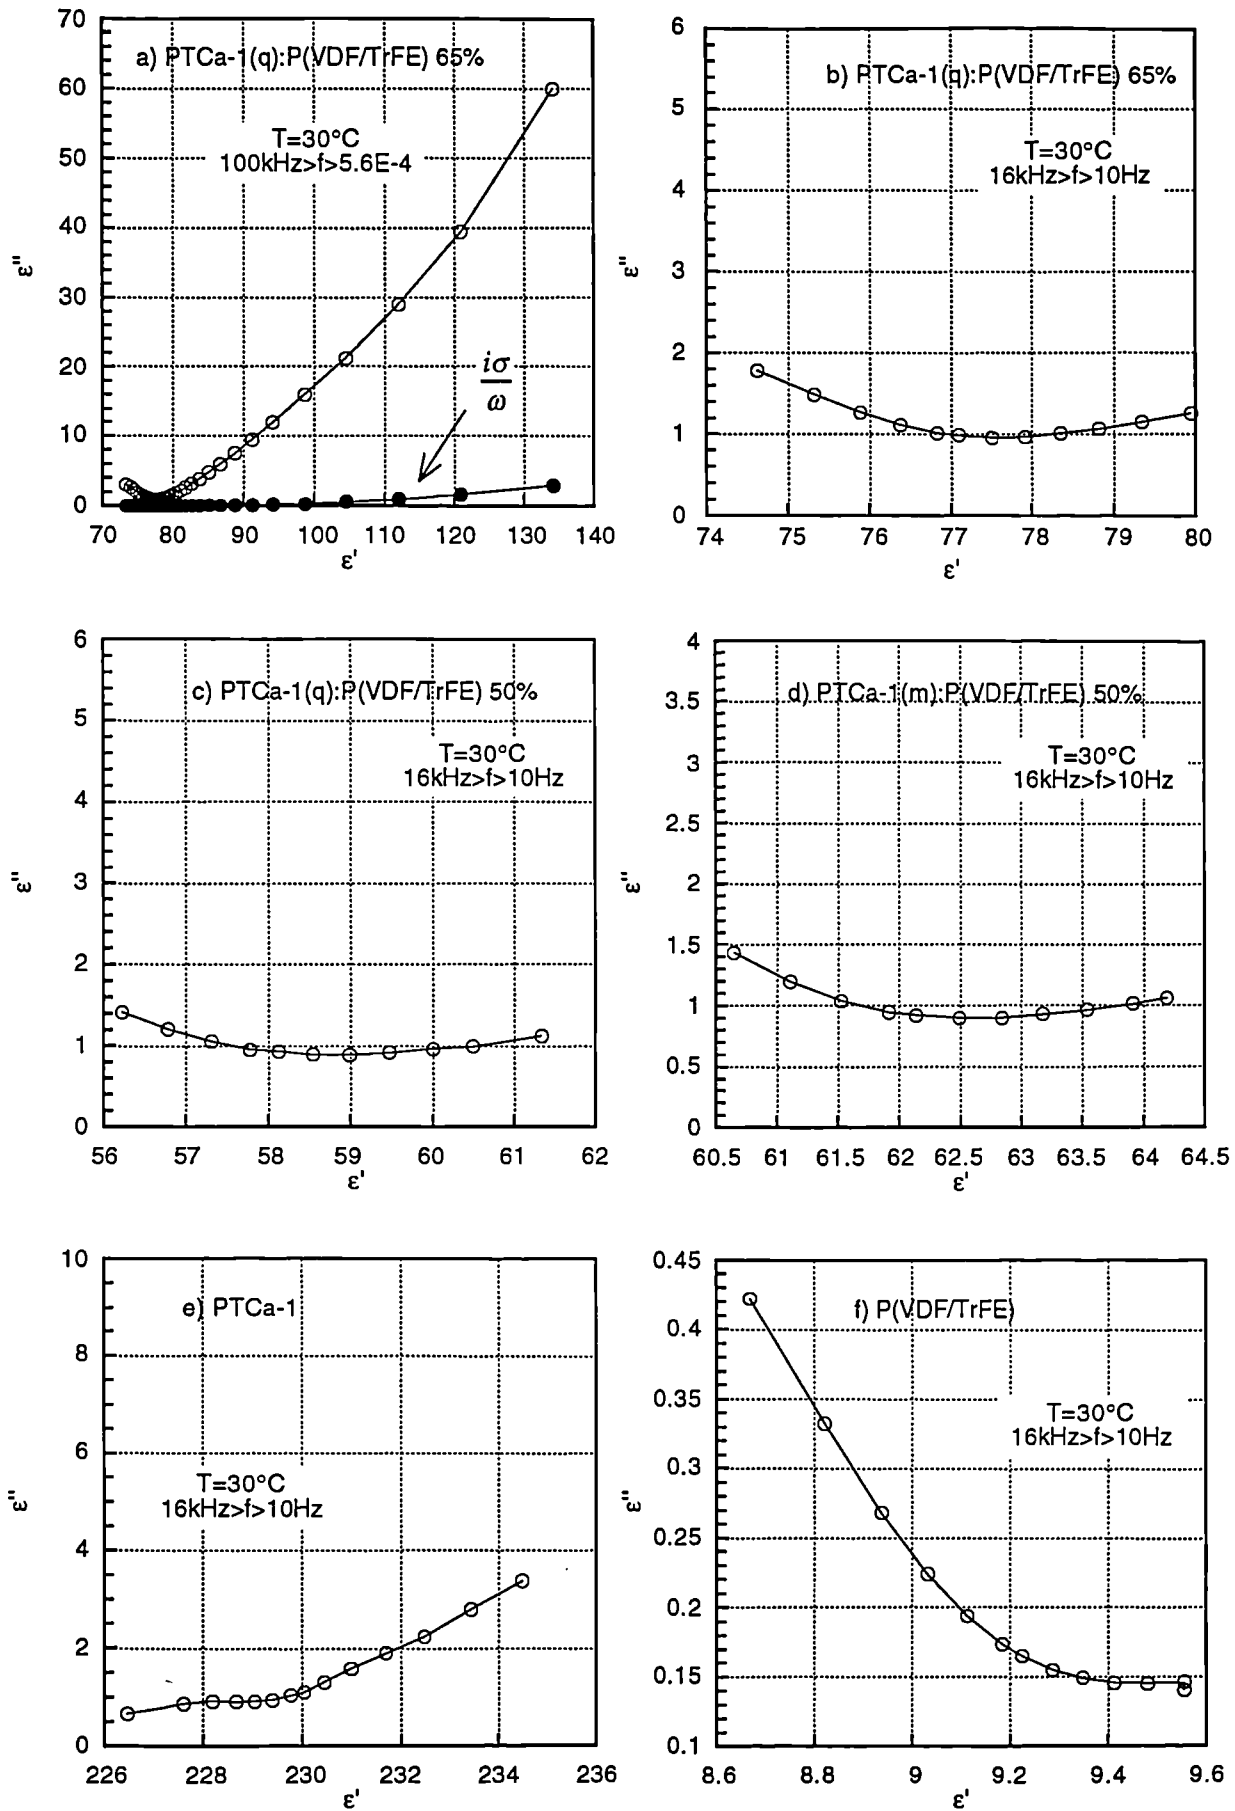 70
60
50
40
30
20
10
0
a) PTCa-1(q):P(VDF/TrFE) 65%
T=30°C
100kHz>f>5.6E-4
iσ
ω
ε''
70 80 90 100 110 120 130 140
ε'
6
5
4
3
2
1
0
b) PTCa-1(q):P(VDF/TrFE) 65%
T=30°C
16kHz>f>10Hz
ε''
74 75 76 77 78 79 80
ε'
6
5
4
3
2
1
0
c) PTCa-1(q):P(VDF/TrFE) 50%
T=30°C
16kHz>f>10Hz
ε''
56 57 58 59 60 61 62
ε'
4
3.5
3
2.5
2
1.5
1
0.5
0
d) PTCa-1(m):P(VDF/TrFE) 50%
T=30°C
16kHz>f>10Hz
ε''
60.5 61 61.5 62 62.5 63 63.5 64 64.5
ε'
10
8
6
4
2
0
e) PTCa-1
T=30°C
16kHz>f>10Hz
ε''
226 228 230 232 234 236
ε'
0.45
0.4
0.35
0.3
0.25
0.2
0.15
0.1
f) P(VDF/TrFE)
T=30°C
16kHz>f>10Hz
ε''
8.6 8.8 9 9.2 9.4 9.6
ε'